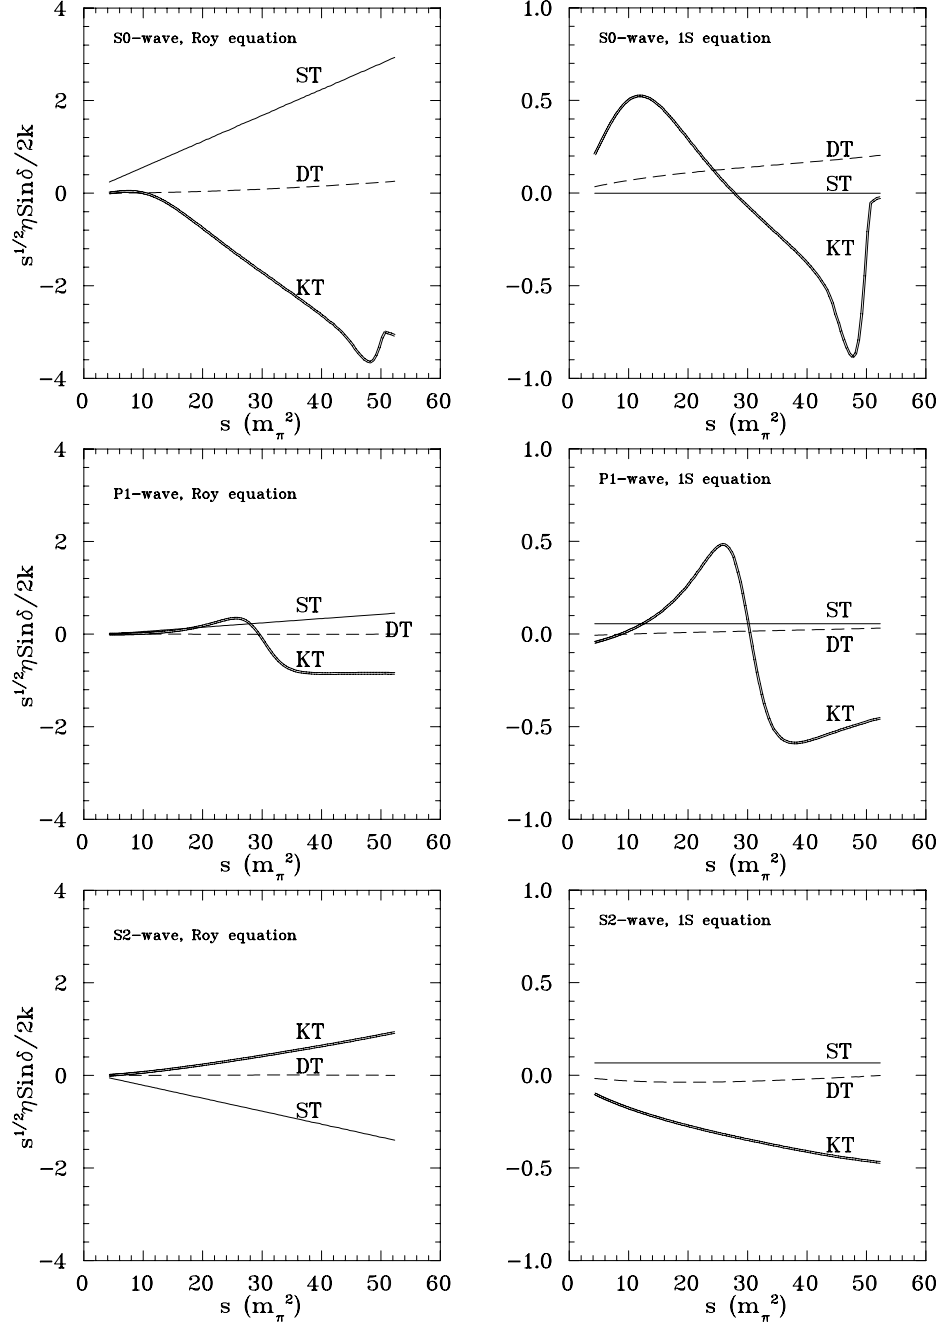 S0-wave, Roy equation
4
2
0
−2
−4
ST
DT
KT
s^{1/2}ηSinδ/2k
0 10 20 30 40 50 60
s (m_π^2)
S0-wave, 1S equation
1.0
0.5
0.0
−0.5
−1.0
DT
ST
KT
0 10 20 30 40 50 60
s (m_π^2)
P1-wave, Roy equation
4
2
0
−2
−4
ST
DT
KT
s^{1/2}ηSinδ/2k
0 10 20 30 40 50 60
s (m_π^2)
P1-wave, 1S equation
1.0
0.5
0.0
−0.5
−1.0
ST
DT
KT
0 10 20 30 40 50 60
s (m_π^2)
S2-wave, Roy equation
4
2
0
−2
−4
KT
DT
ST
s^{1/2}ηSinδ/2k
0 10 20 30 40 50 60
s (m_π^2)
S2-wave, 1S equation
1.0
0.5
0.0
−0.5
−1.0
ST
DT
KT
0 10 20 30 40 50 60
s (m_π^2)